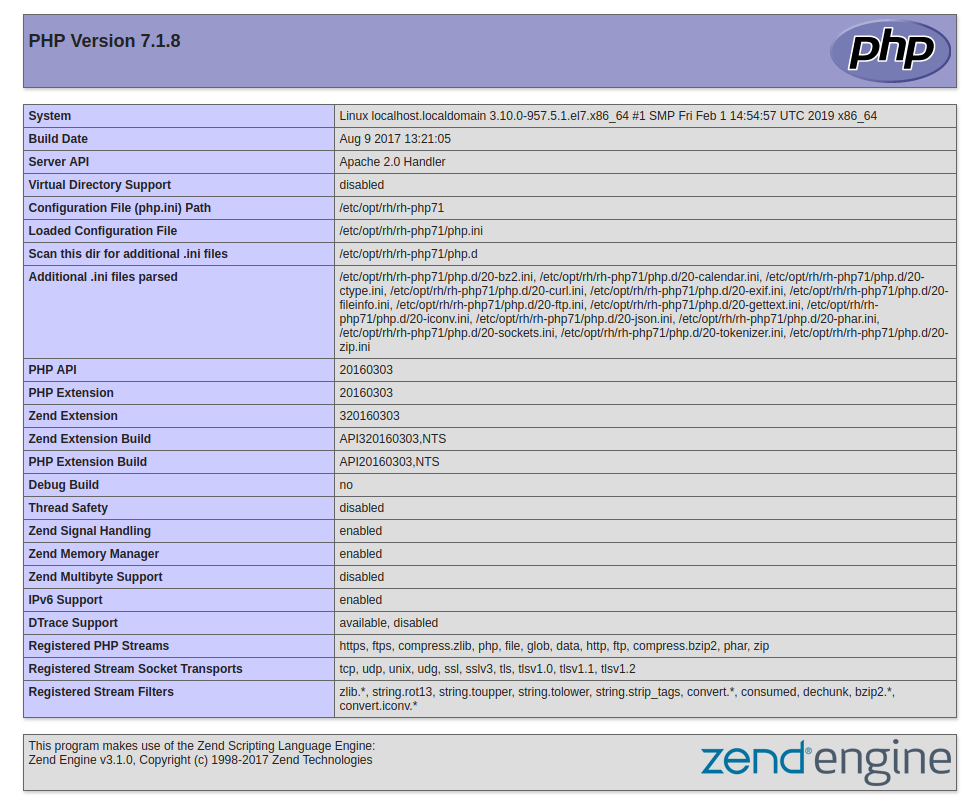 PHP Version 7.1.8
php
System Linux localhost.localdomain 3.10.0-957.5.1.el7.x86_64 #1 SMP Fri Feb 1 14:54:57 UTC 2019 x86_64
Build Date Aug 9 2017 13:21:05
Server API Apache 2.0 Handler
Virtual Directory Support disabled
Configuration File (php.ini) Path /etc/opt/rh/rh-php71
Loaded Configuration File /etc/opt/rh/rh-php71/php.ini
Scan this dir for additional .ini files /etc/opt/rh/rh-php71/php.d
Additional .ini files parsed /etc/opt/rh/rh-php71/php.d/20-bz2.ini, /etc/opt/rh/rh-php71/php.d/20-calendar.ini, /etc/opt/rh/rh-php71/php.d/20-
ctype.ini, /etc/opt/rh/rh-php71/php.d/20-curl.ini, /etc/opt/rh/rh-php71/php.d/20-exif.ini, /etc/opt/rh/rh-php71/php.d/20-
fileinfo.ini, /etc/opt/rh/rh-php71/php.d/20-ftp.ini, /etc/opt/rh/rh-php71/php.d/20-gettext.ini, /etc/opt/rh/rh-
php71/php.d/20-iconv.ini, /etc/opt/rh/rh-php71/php.d/20-json.ini, /etc/opt/rh/rh-php71/php.d/20-phar.ini,
/etc/opt/rh/rh-php71/php.d/20-sockets.ini, /etc/opt/rh/rh-php71/php.d/20-tokenizer.ini, /etc/opt/rh/rh-php71/php.d/20-
zip.ini
PHP API 20160303
PHP Extension 20160303
Zend Extension 320160303
Zend Extension Build API320160303,NTS
PHP Extension Build API20160303,NTS
Debug Build no
Thread Safety disabled
Zend Signal Handling enabled
Zend Memory Manager enabled
Zend Multibyte Support disabled
IPv6 Support enabled
DTrace Support available, disabled
Registered PHP Streams https, ftps, compress.zlib, php, file, glob, data, http, ftp, compress.bzip2, phar, zip
Registered Stream Socket Transports tcp, udp, unix, udg, ssl, sslv3, tls, tlsv1.0, tlsv1.1, tlsv1.2
Registered Stream Filters zlib.*, string.rot13, string.toupper, string.tolower, string.strip_tags, convert.*, consumed, dechunk, bzip2.*,
convert.iconv.*
This program makes use of the Zend Scripting Language Engine:
Zend Engine v3.1.0, Copyright (c) 1998-2017 Zend Technologies
zend®engine